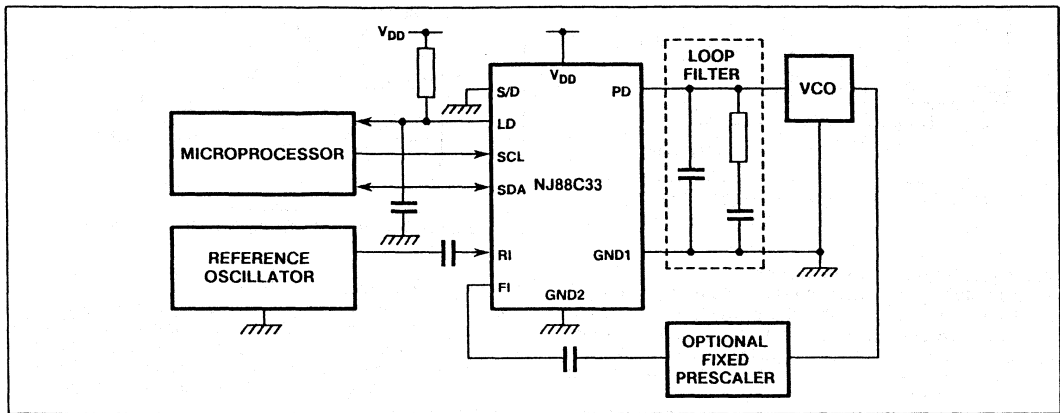 V_DD
V_DD
LOOP
FILTER
VCO
S/D
PD
LD
MICROPROCESSOR
SCL
SDA
NJ88C33
REFERENCE
OSCILLATOR
RI
GND1
FI
GND2
OPTIONAL
FIXED
PRESCALER